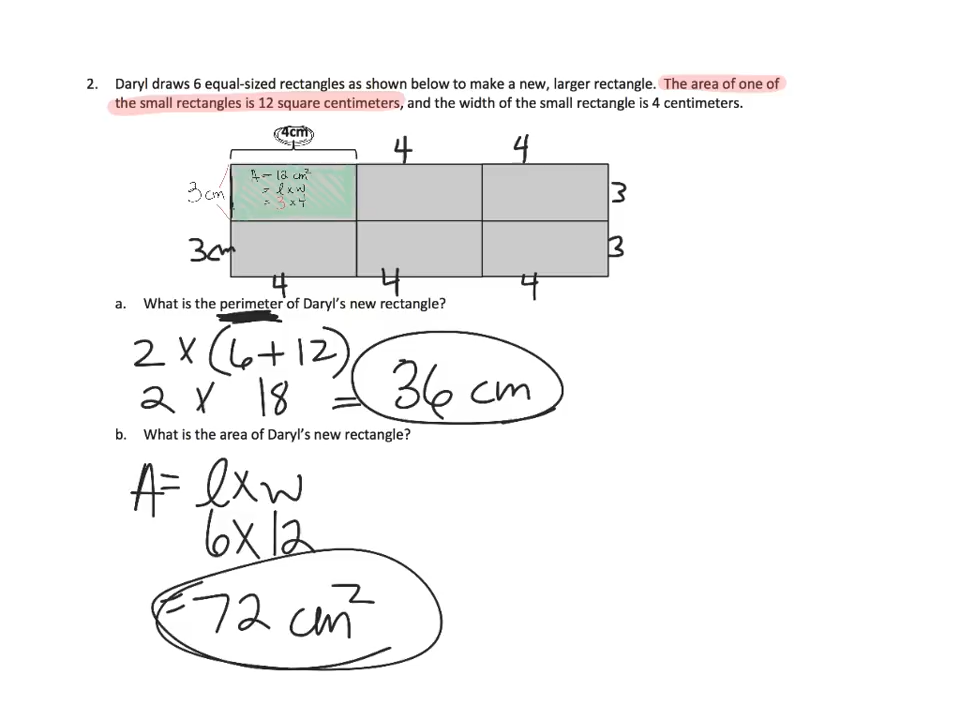 2. Daryl draws 6 equal-sized rectangles as shown below to make a new, larger rectangle. The area of one of
the small rectangles is 12 square centimeters, and the width of the small rectangle is 4 centimeters.
4cm 4 4
A = 12 cm²
= l x w
= 3 x 4
3cm 3
3cm 3
4 4 4
a. What is the perimeter of Daryl's new rectangle?
2 x (6+12)
2 x 18 = 36 cm
b. What is the area of Daryl's new rectangle?
A = l x w
6 x 12
= 72 cm²